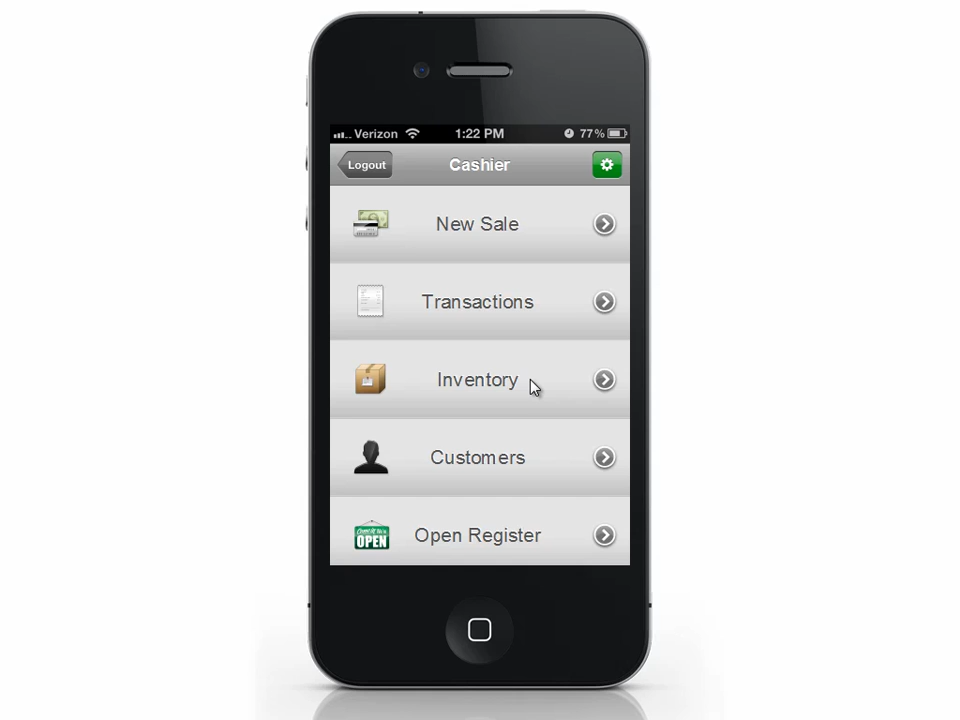 Verizon 1:22 PM 77%
Logout Cashier
New Sale
Transactions
Inventory
Customers
OPEN Open Register